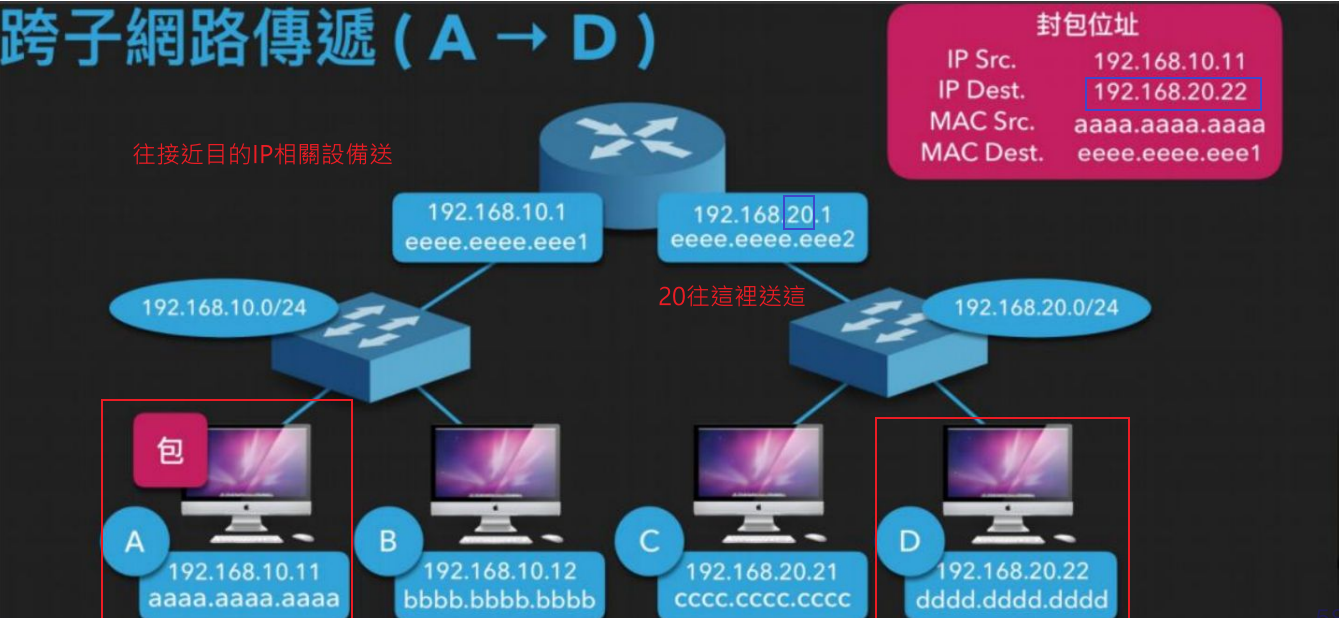 跨子網路傳遞 ( A → D )
封包位址
IP Src. 192.168.10.11
IP Dest. 192.168.20.22
MAC Src. aaaa.aaaa.aaaa
MAC Dest. eeee.eeee.eee1
往接近目的IP相關設備送
192.168.10.1
eeee.eeee.eee1
192.168.20.1
eeee.eeee.eee2
192.168.10.0/24
20往這裡送這
192.168.20.0/24
包
A
192.168.10.11
aaaa.aaaa.aaaa
B
192.168.10.12
bbbb.bbbb.bbbb
C
192.168.20.21
cccc.cccc.cccc
D
192.168.20.22
dddd.dddd.dddd